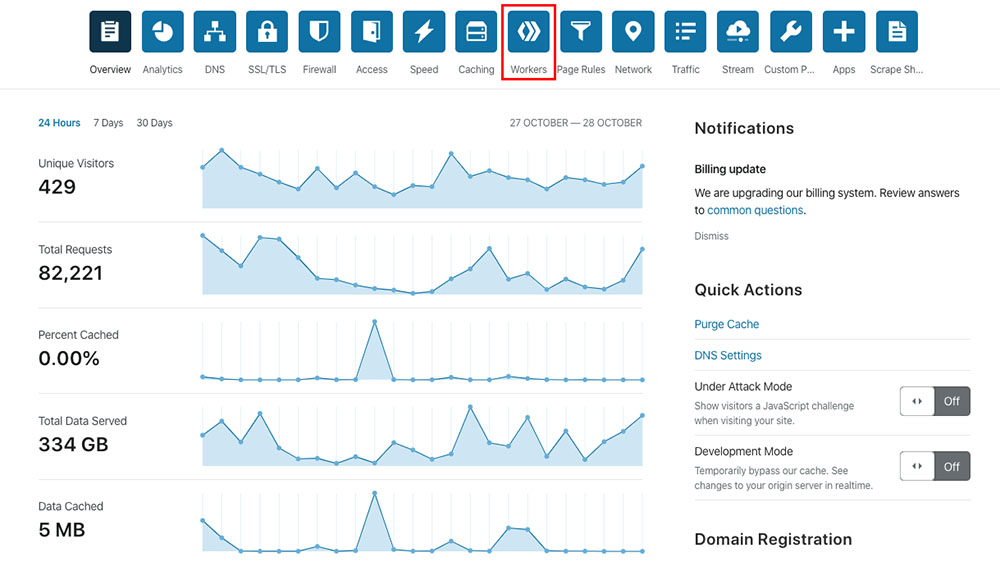 Overview Analytics DNS SSL/TLS Firewall Access Speed Caching Workers Page Rules Network Traffic Stream Custom P... Apps Scrape Sh...
24 Hours 7 Days 30 Days 27 OCTOBER — 28 OCTOBER
Unique Visitors
429
Total Requests
82,221
Percent Cached
0.00%
Total Data Served
334 GB
Data Cached
5 MB
Notifications
Billing update
We are upgrading our billing system. Review answers
to common questions.
Dismiss
Quick Actions
Purge Cache
DNS Settings
Under Attack Mode
Show visitors a JavaScript challenge
when visiting your site.
Off
Development Mode
Temporarily bypass our cache. See
changes to your origin server in realtime.
Off
Domain Registration